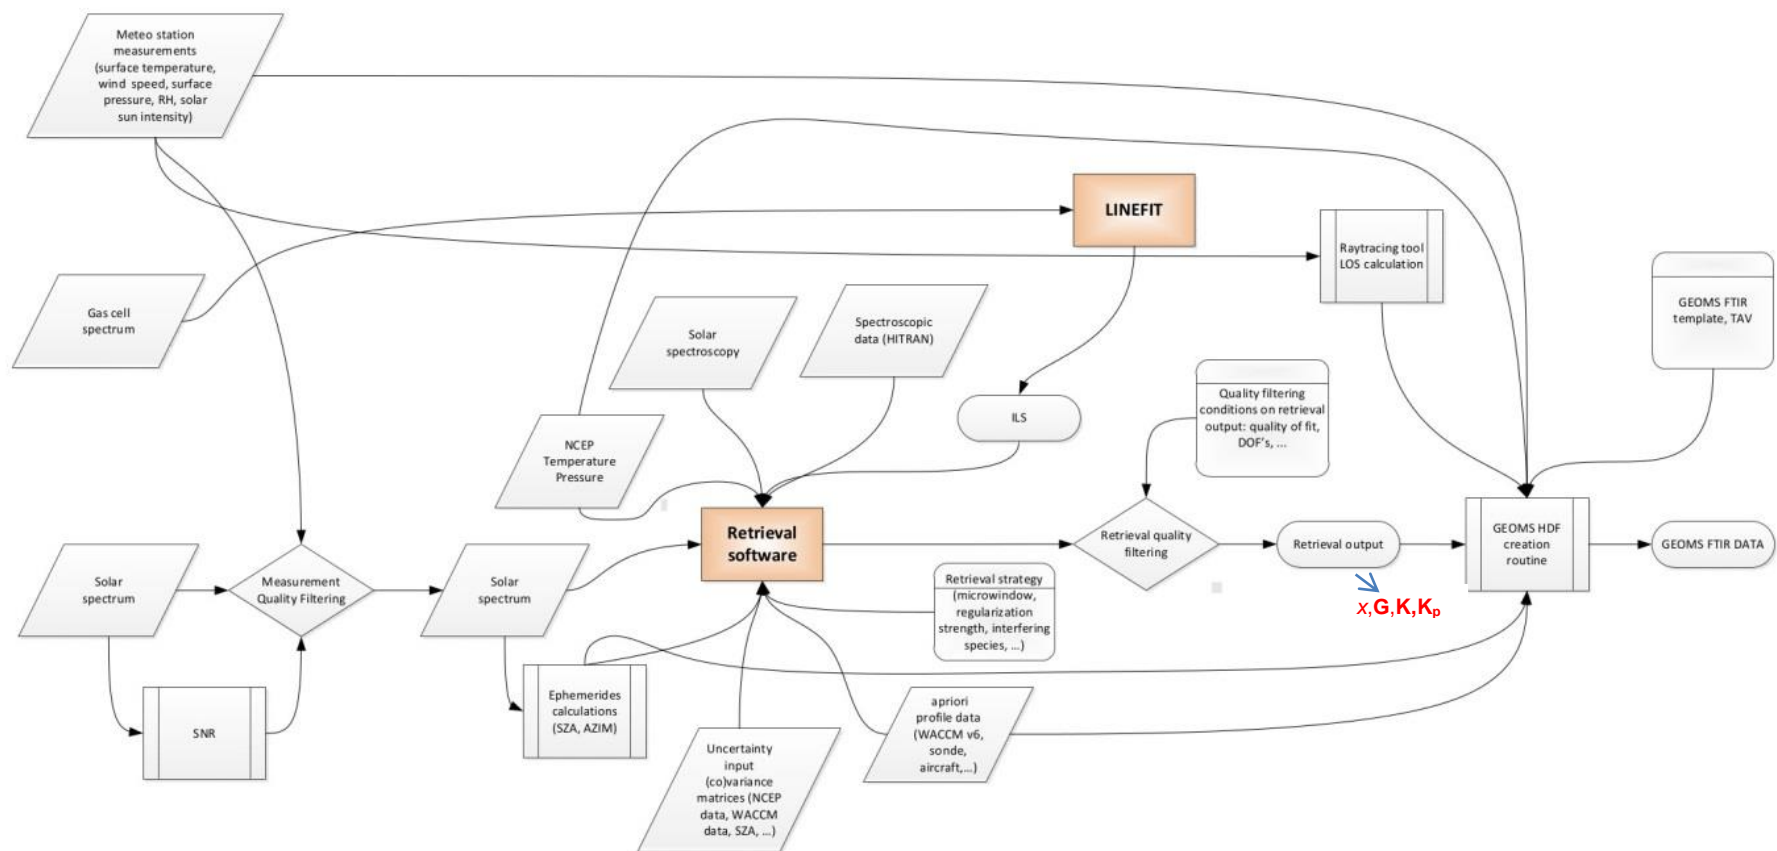 Meteo station
measurements
(surface temperature,
wind speed, surface
pressure, RH, solar
sun intensity)
LINEFIT
Raytracing tool
LOS calculation
GEOMS FTIR
template, TAV
Gas cell
spectrum
Solar
spectroscopy
Spectroscopic
data (HITRAN)
ILS
Quality filtering
conditions on retrieval
output: quality of fit,
DOF's, ...
NCEP
Temperature
Pressure
Retrieval
software
Retrieval quality
filtering
Retrieval output
GEOMS HDF
creation
routine
GEOMS FTIR DATA
x,G,K,Kp
Solar
spectrum
Measurement
Quality Filtering
Solar
spectrum
Retrieval strategy
(microwindow,
regularization
strength, interfering
species, ...)
SNR
Ephemerides
calculations
(SZA, AZIM)
apriori
profile data
(WACCM v6,
sonde,
aircraft,...)
Uncertainty
input
(co)variance
matrices (NCEP
data, WACCM
data, SZA, ...)